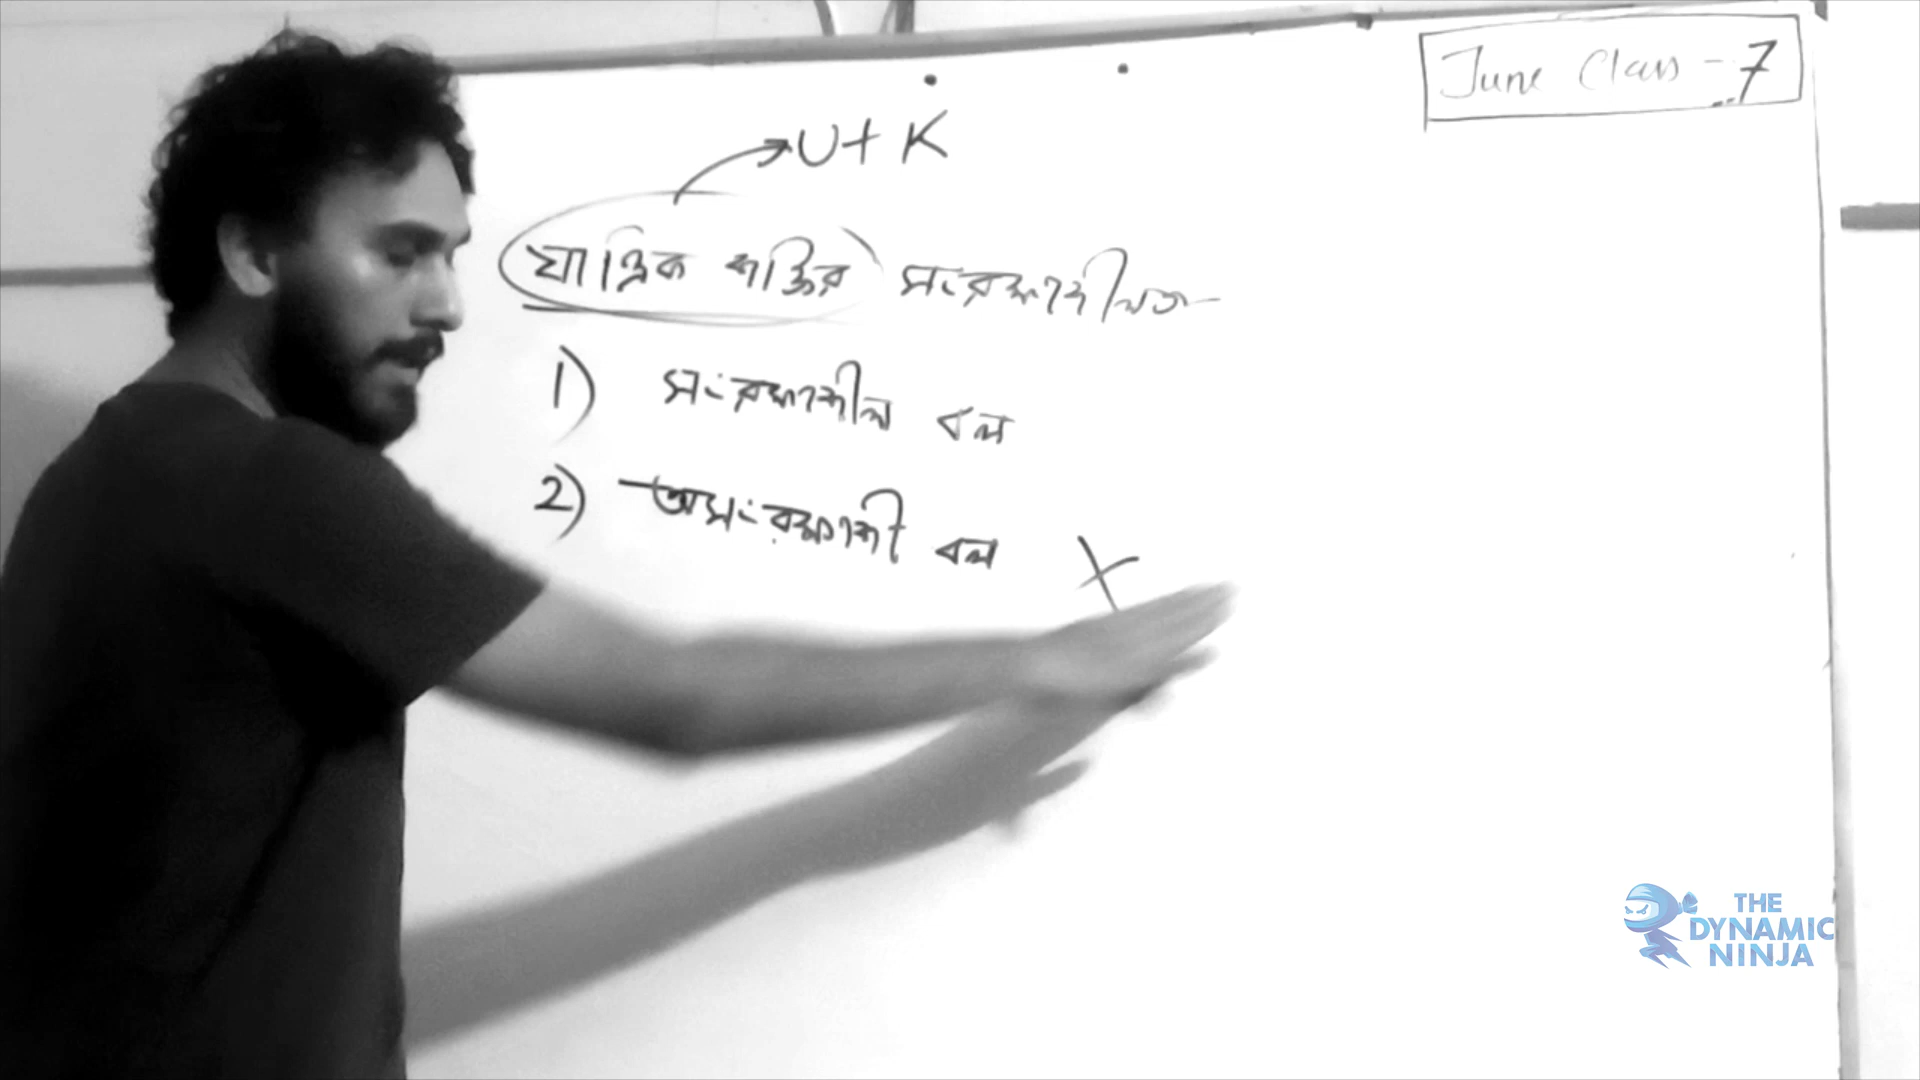 June Class - 7
U + K
যান্ত্রিক শক্তির সংরক্ষণশীলতা
1) সংরক্ষণশীল বল
2) অসংরক্ষণশী বল ×
THE
DYNAMIC
NINJA